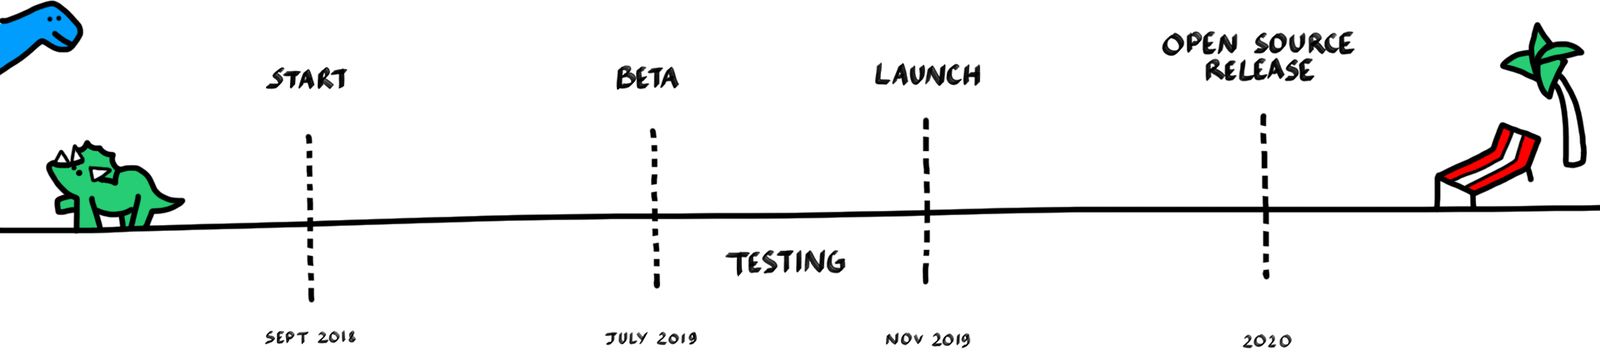 START
BETA
LAUNCH
OPEN SOURCE
RELEASE
TESTING
SEPT 2018
JULY 2019
NOV 2019
2020